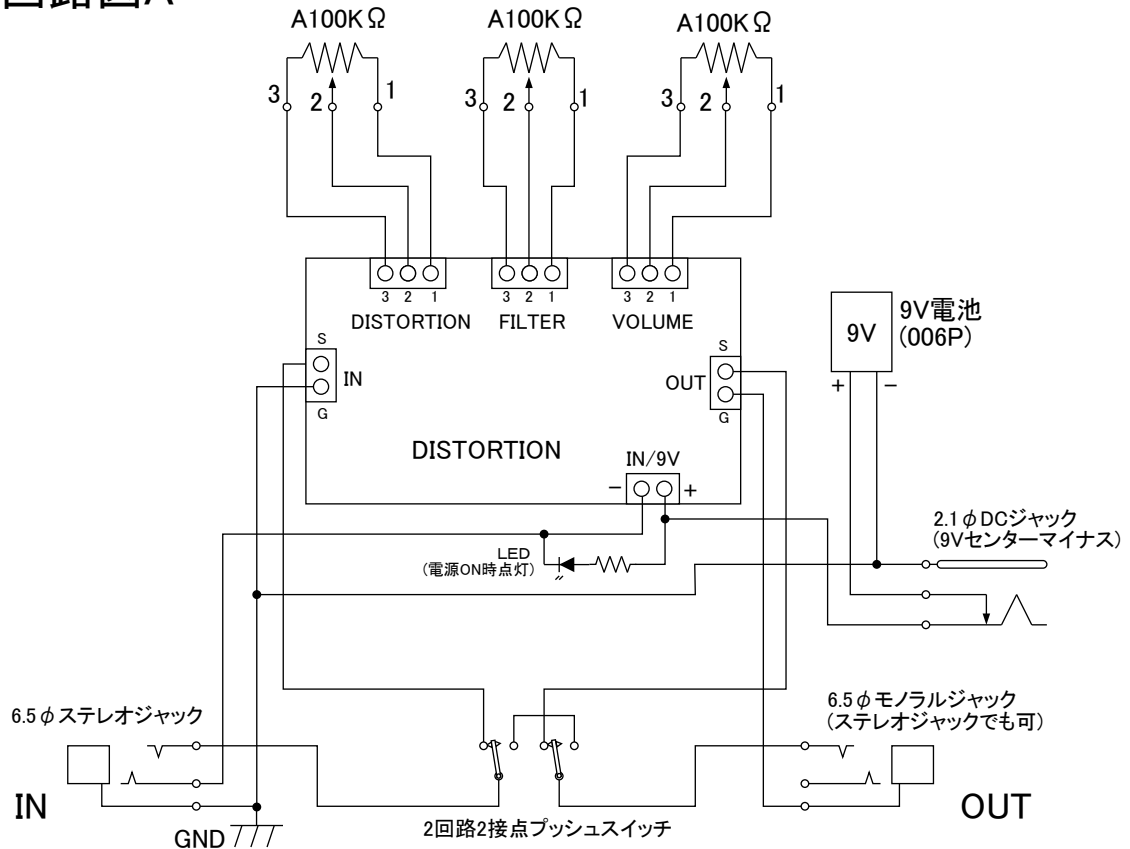 A100KΩ
A100KΩ
A100KΩ
3
2
1
3
2
1
3
2
1
3 2 1
3 2 1
3 2 1
DISTORTION
FILTER
VOLUME
S
IN
G
S
OUT
G
DISTORTION
IN/9V
−
+
9V
9V電池
(006P)
+
−
2.1φDCジャック
(9Vセンターマイナス)
LED
(電源ON時点灯)
6.5φステレオジャック
6.5φモノラルジャック
(ステレオジャックでも可)
IN
OUT
GND
2回路2接点プッシュスイッチ